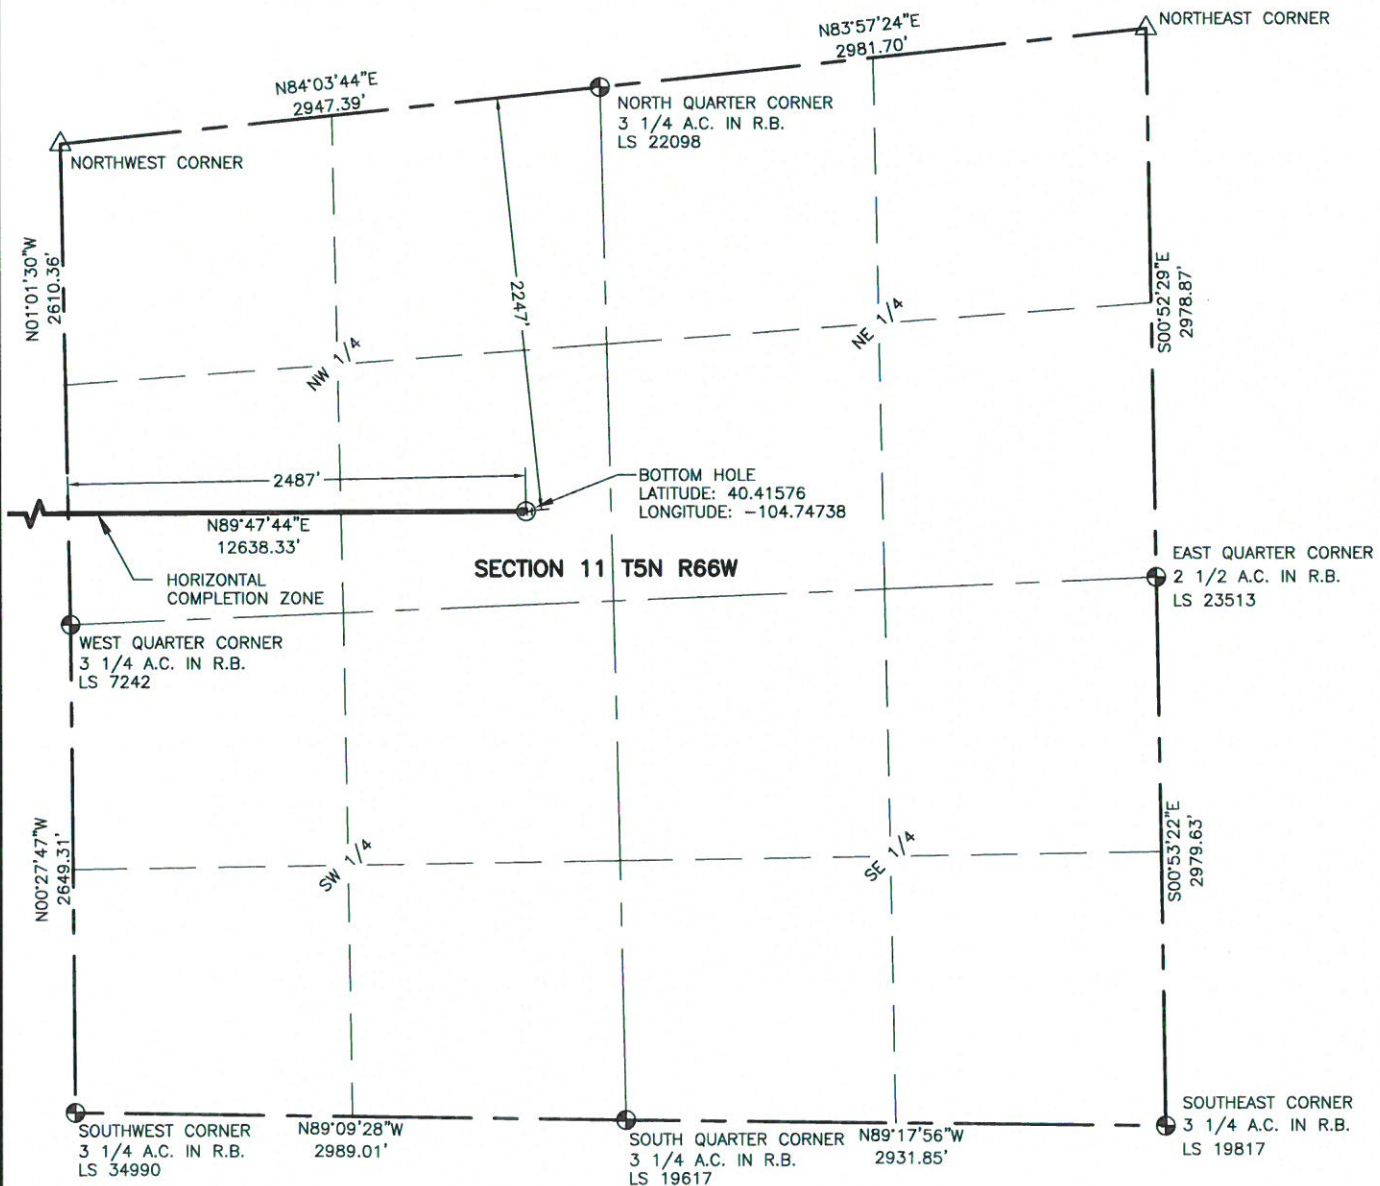 N83°57'24"E
2981.70'
NORTHEAST CORNER
N84°03'44"E
2947.39'
NORTH QUARTER CORNER
3 1/4 A.C. IN R.B.
LS 22098
NORTHWEST CORNER
N01°01'30"W
2610.36'
2247'
S00°52'29"E
2978.87'
NW 1/4
NE 1/4
2487'
BOTTOM HOLE
LATITUDE: 40.41576
LONGITUDE: -104.74738
N89°47'44"E
12638.33'
HORIZONTAL
COMPLETION ZONE
SECTION 11 T5N R66W
EAST QUARTER CORNER
2 1/2 A.C. IN R.B.
LS 23513
WEST QUARTER CORNER
3 1/4 A.C. IN R.B.
LS 7242
N00°27'47"W
2649.31'
SW 1/4
SE 1/4
S00°53'22"E
2979.63'
SOUTHWEST CORNER
3 1/4 A.C. IN R.B.
LS 34990
N89°09'28"W
2989.01'
SOUTH QUARTER CORNER
3 1/4 A.C. IN R.B.
LS 19617
N89°17'56"W
2931.85'
SOUTHEAST CORNER
3 1/4 A.C. IN R.B.
LS 19817